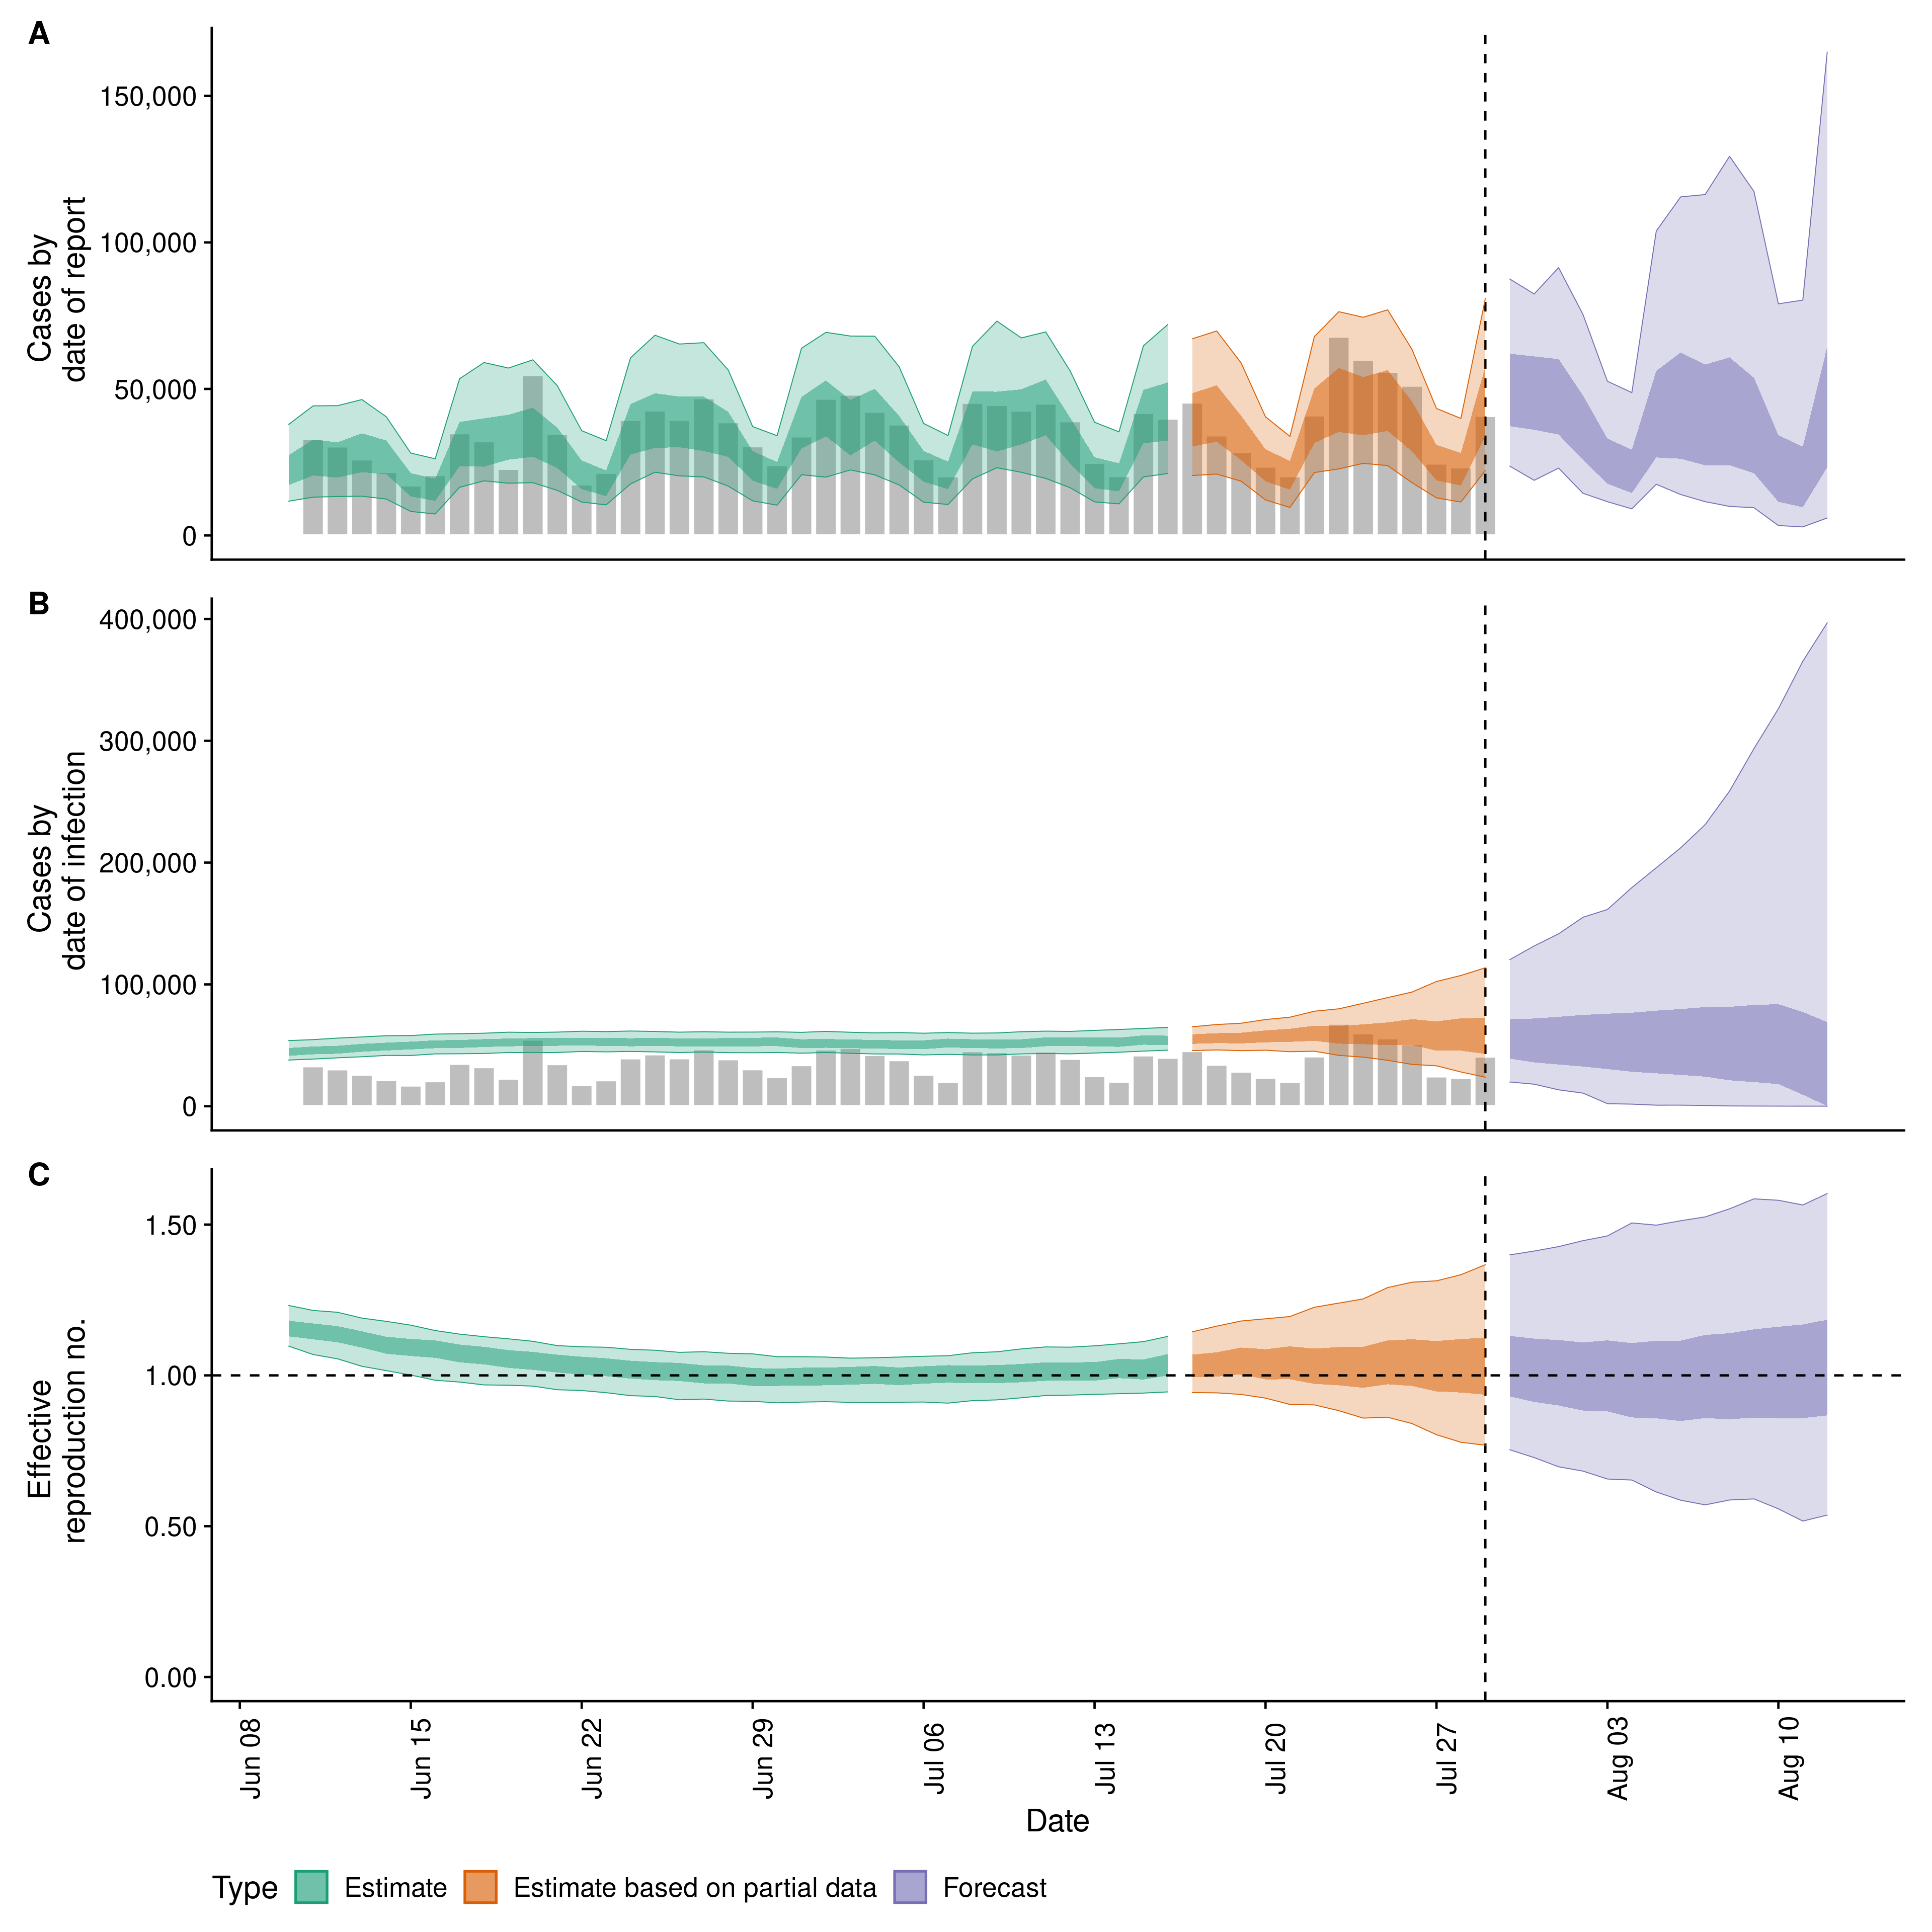 A
Cases by
date of report
150,000
100,000
50,000
0
B
Cases by
date of infection
400,000
300,000
200,000
100,000
0
C
Effective
reproduction no.
1.50
1.00
0.50
0.00
Jun 08
Jun 15
Jun 22
Jun 29
Jul 06
Jul 13
Jul 20
Jul 27
Aug 03
Aug 10
Date
Type Estimate Estimate based on partial data Forecast